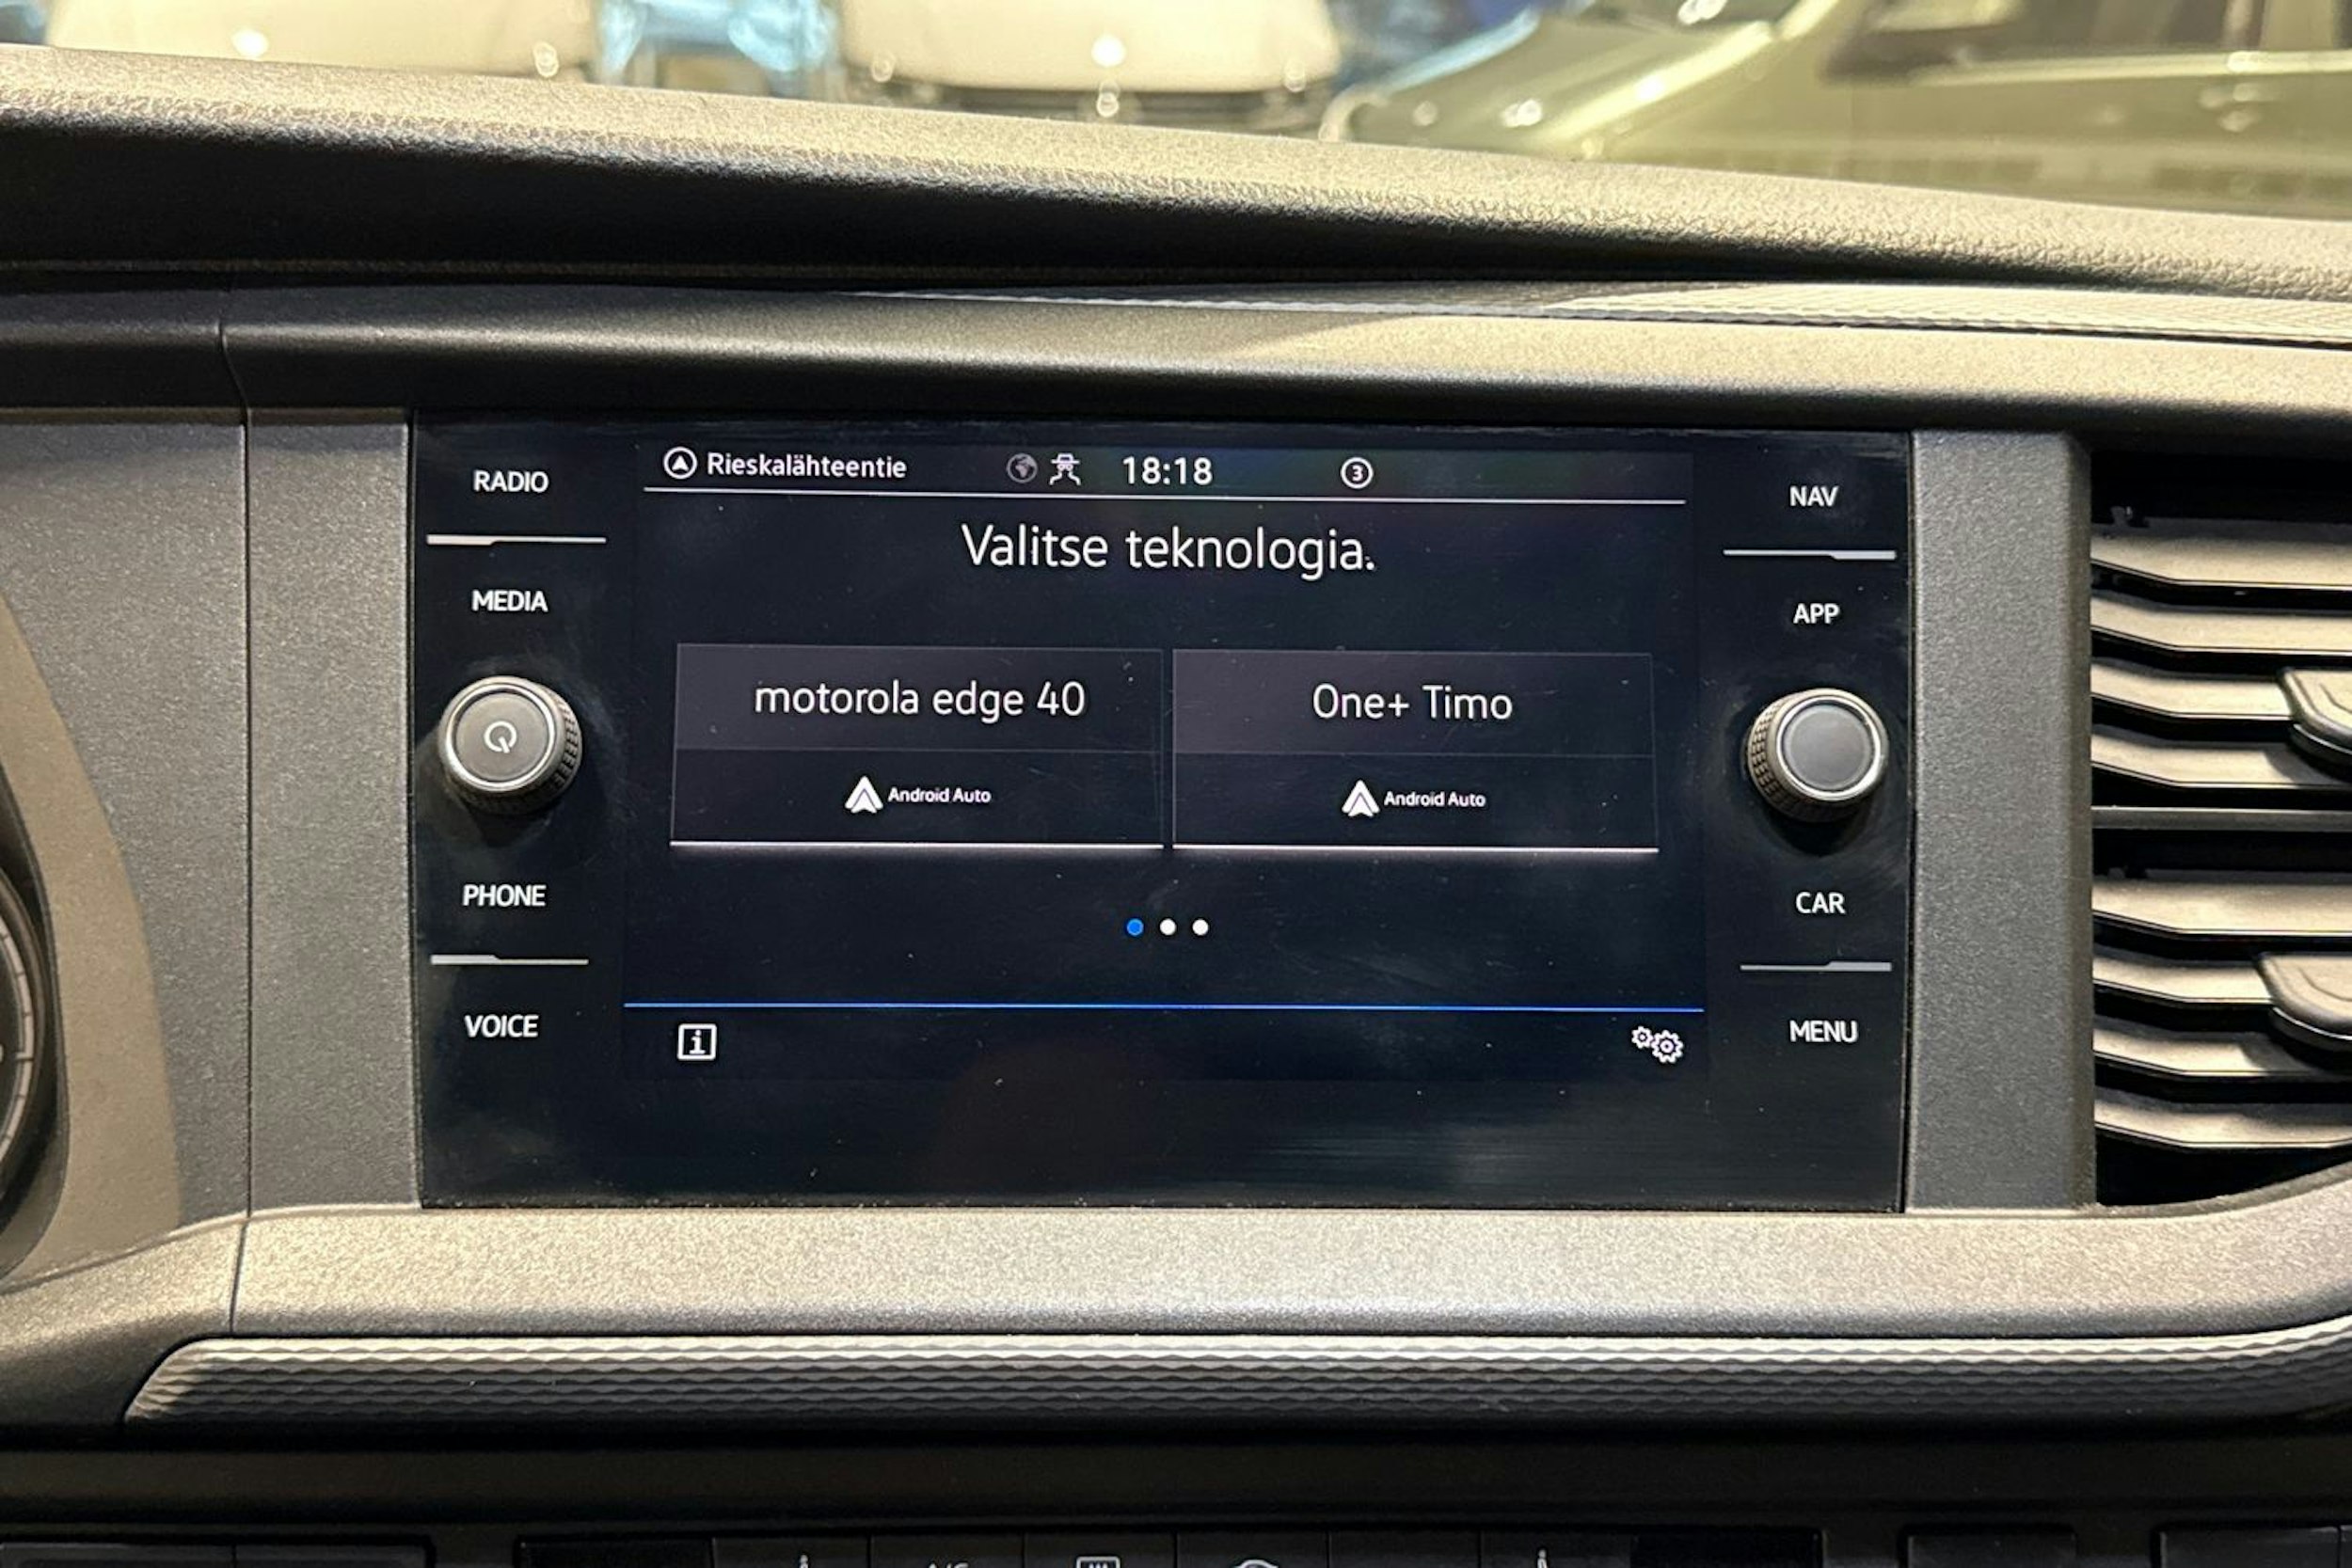 RADIO
MEDIA
PHONE
VOICE
Rieskalähteentie
18:18
3
Valitse teknologia.
motorola edge 40
Android Auto
One+ Timo
Android Auto
i
NAV
APP
CAR
MENU